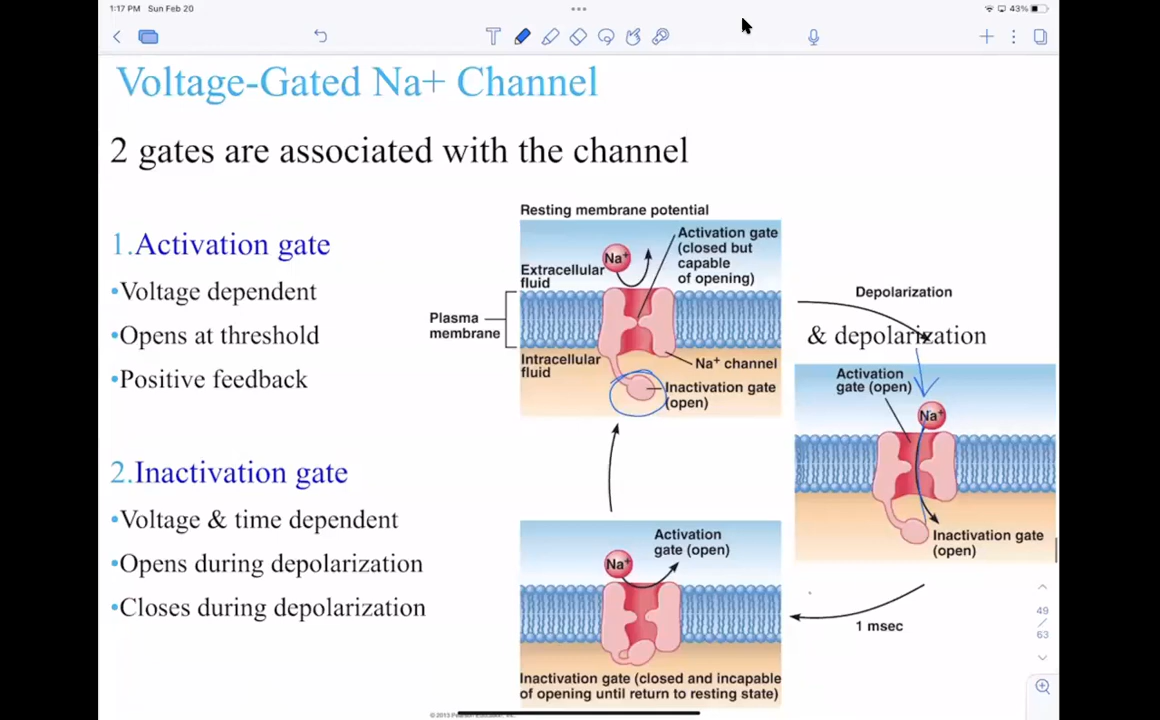 1:17 PM Sun Feb 20
43%
T
Voltage-Gated Na+ Channel
2 gates are associated with the channel
1.Activation gate
•Voltage dependent
•Opens at threshold
•Positive feedback
2.Inactivation gate
•Voltage & time dependent
•Opens during depolarization
•Closes during depolarization
Resting membrane potential
Na+
Activation gate
(closed but
capable
of opening)
Extracellular
fluid
Plasma
membrane
Intracellular
fluid
Na+ channel
Inactivation gate
(open)
Depolarization
& depolarization
Activation
gate (open)
Na+
Inactivation gate
(open)
1 msec
Activation
gate (open)
Na+
Inactivation gate (closed and incapable
of opening until return to resting state)
49
/
63
© 2013 Pearson Education, Inc.